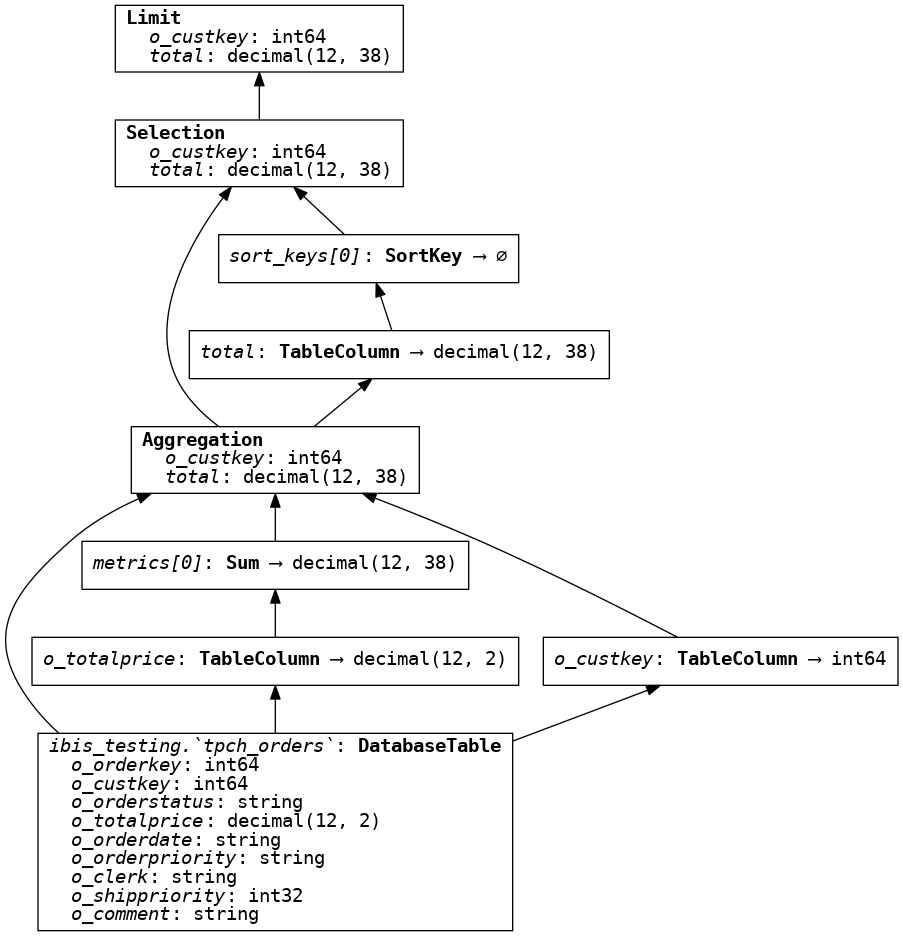 Limit
o_custkey: int64
total: decimal(12, 38)
Selection
o_custkey: int64
total: decimal(12, 38)
sort_keys[0]: SortKey → ∅
total: TableColumn → decimal(12, 38)
Aggregation
o_custkey: int64
total: decimal(12, 38)
metrics[0]: Sum → decimal(12, 38)
o_totalprice: TableColumn → decimal(12, 2)
o_custkey: TableColumn → int64
ibis_testing.`tpch_orders`: DatabaseTable
o_orderkey: int64
o_custkey: int64
o_orderstatus: string
o_totalprice: decimal(12, 2)
o_orderdate: string
o_orderpriority: string
o_clerk: string
o_shippriority: int32
o_comment: string